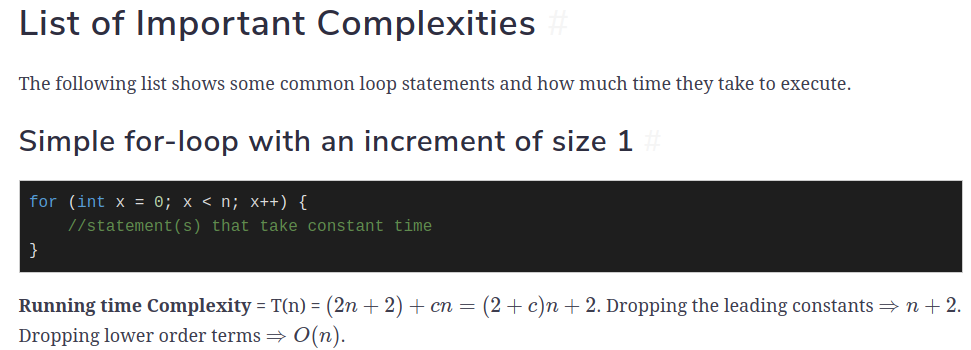 List of Important Complexities #
The following list shows some common loop statements and how much time they take to execute.
Simple for-loop with an increment of size 1 #
for (int x = 0; x < n; x++) {
//statement(s) that take constant time
}
Running time Complexity = T(n) = (2n + 2) + cn = (2 + c)n + 2. Dropping the leading constants ⇒ n + 2.
Dropping lower order terms ⇒ O(n).